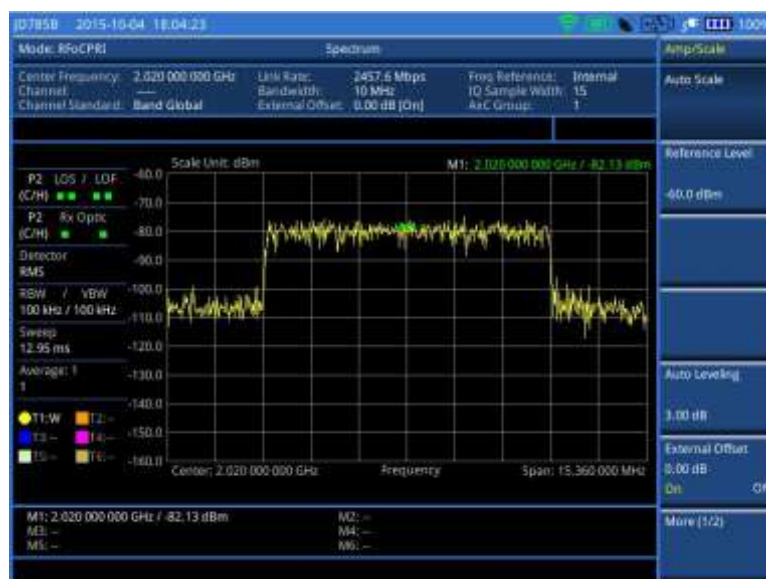 JD785B 2015-10-04 18:04:23 100%
Mode: RFoCPRI Spectrum
Center Frequency: 2.020 000 000 GHz Link Rate: 2457.6 Mbps Freq Reference: Internal
Channel: ---- Bandwidth: 10 MHz IQ Sample Width: 15
Channel Standard: Band Global External Offset: 0.00 dB [On] AxC Group: 1
Scale Unit: dBm M1: 2.020 000 000 GHz / -82.13 dBm
P2 LOS / LOF
(C/H)
P2 Rx Optic
(C/H)
Detector
RMS
RBW / VBW
100 kHz / 100 kHz
Sweep
12.95 ms
Average: 1
1
T1:W T2:--
T3:-- T4:--
T5:-- T6:--
-60.0
-70.0
-80.0
-90.0
-100.0
-110.0
-120.0
-130.0
-140.0
-150.0
-160.0
Center: 2.020 000 000 GHz Frequency Span: 15.360 000 MHz
M1: 2.020 000 000 GHz / -82.13 dBm M2: --
M3: -- M4: --
M5: -- M6: --
Amp/Scale
Auto Scale
Reference Level
-60.0 dBm
Auto Leveling
3.00 dB
External Offset
0.00 dB
On Of
More (1/2)